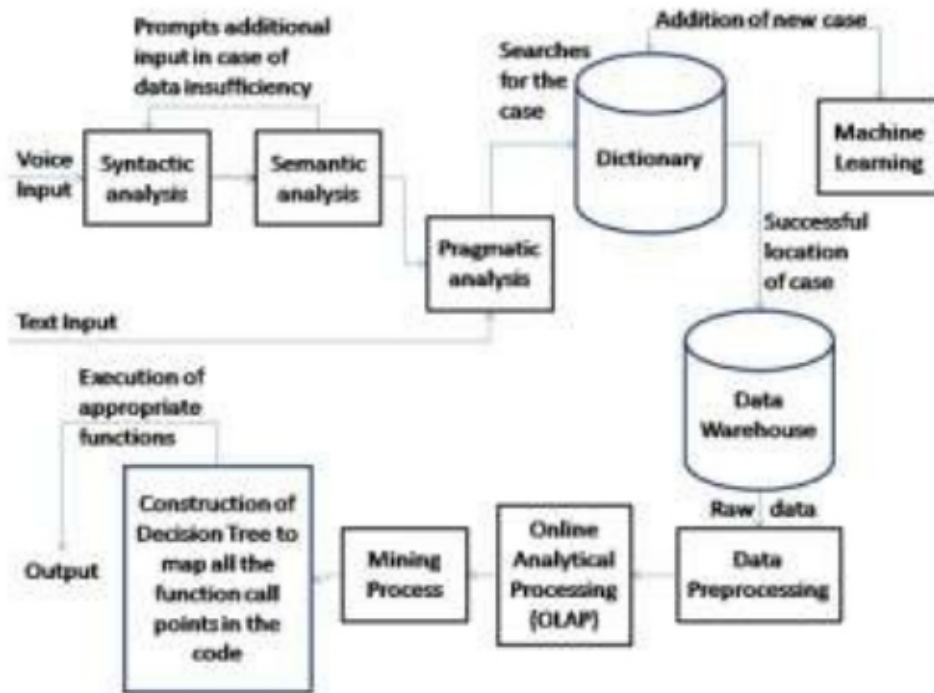 Prompts additional
input in case of
data insufficiency
Addition of new case
Searches
for the
case
Voice
Input
Syntactic
analysis
Semantic
analysis
Dictionary
Machine
Learning
Pragmatic
analysis
Successful
location
of case
Text Input
Execution of
appropriate
functions
Data
Warehouse
Raw data
Construction of
Decision Tree to
map all the
function call
points in the
code
Output
Mining
Process
Online
Analytical
Processing
(OLAP)
Data
Preprocessing